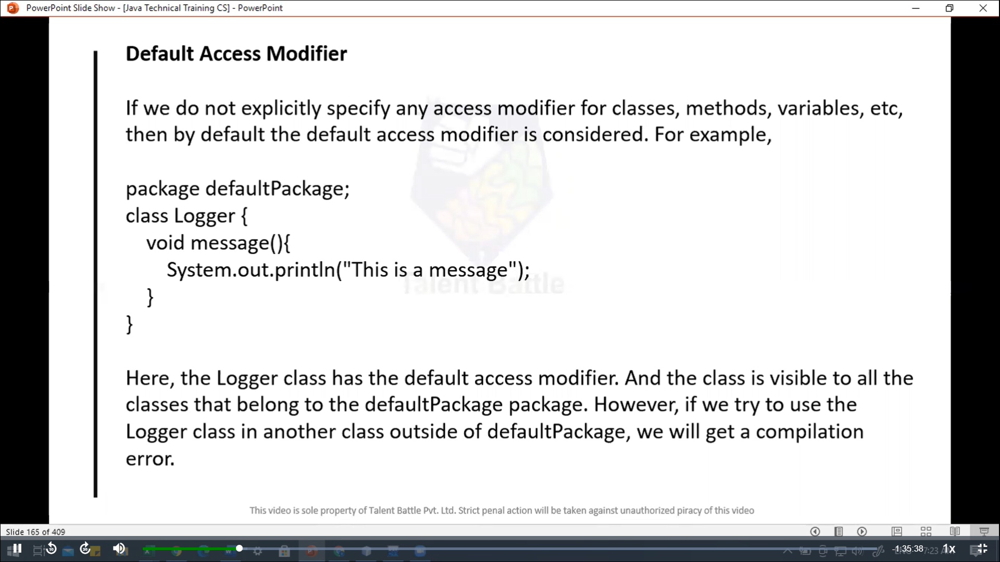 PowerPoint Slide Show - [Java Technical Training CS] - PowerPoint
Default Access Modifier
If we do not explicitly specify any access modifier for classes, methods, variables, etc,
then by default the default access modifier is considered. For example,
package defaultPackage;
class Logger {
void message(){
System.out.println("This is a message");
}
}
Talent Battle
Here, the Logger class has the default access modifier. And the class is visible to all the
classes that belong to the defaultPackage package. However, if we try to use the
Logger class in another class outside of defaultPackage, we will get a compilation
error.
This video is sole property of Talent Battle Pvt. Ltd. Strict penal action will be taken against unauthorized piracy of this video
Slide 165 of 409
10
30
-1:35:38
1x